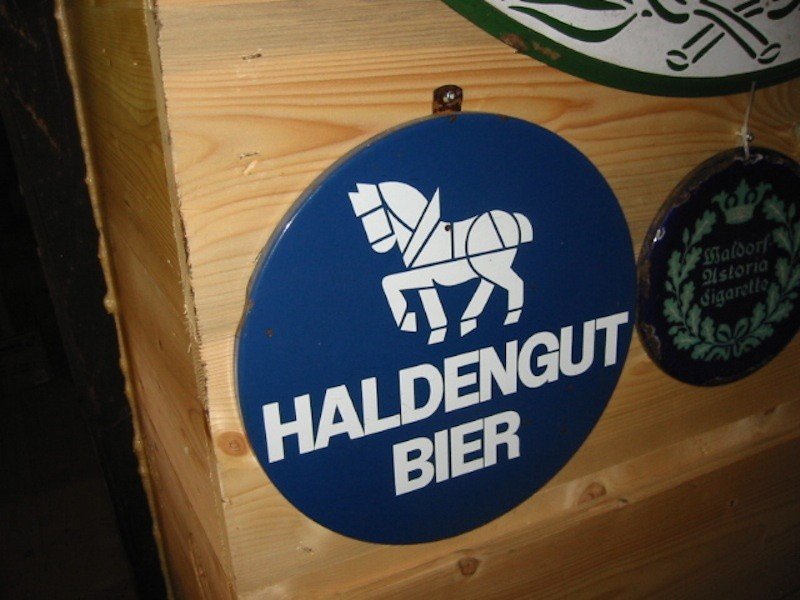 HALDENGUT
BIER
Waldorf
Astoria
Cigarette